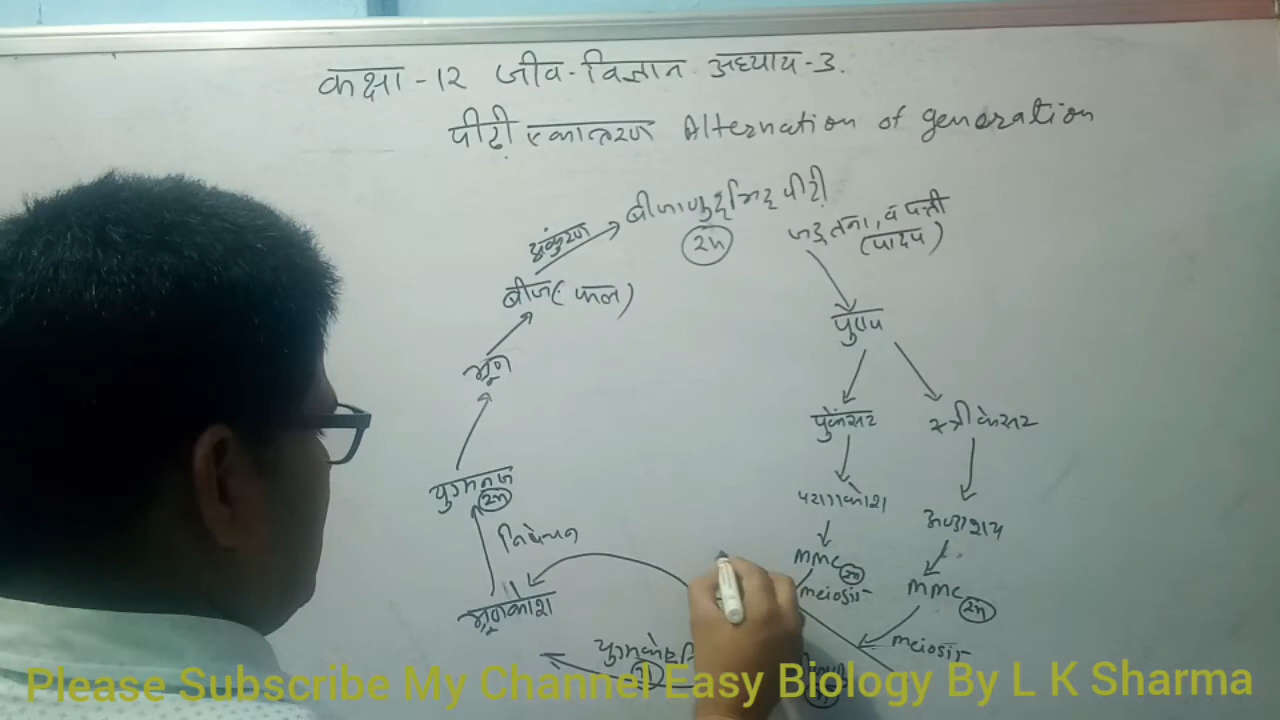 कक्षा - 12 जीव-विज्ञान अध्याय-3.
पीढी एकान्तरण Alternation of generation
बीजाणुद्भिद पीढी
2n
जड़ तना, व पत्ती
(पादप)
अंकुरण
बीज (फल)
पुष्प
भ्रूण
पुंकेसर
स्त्रीकेसर
युग्मनज
2n
परागकोश
अण्डाशय
निषेचन
MMC 2n
meiosis
MMC 2n
भ्रूणकोश
meiosis
Please Subscribe My Channel Easy Biology By L K Sharma